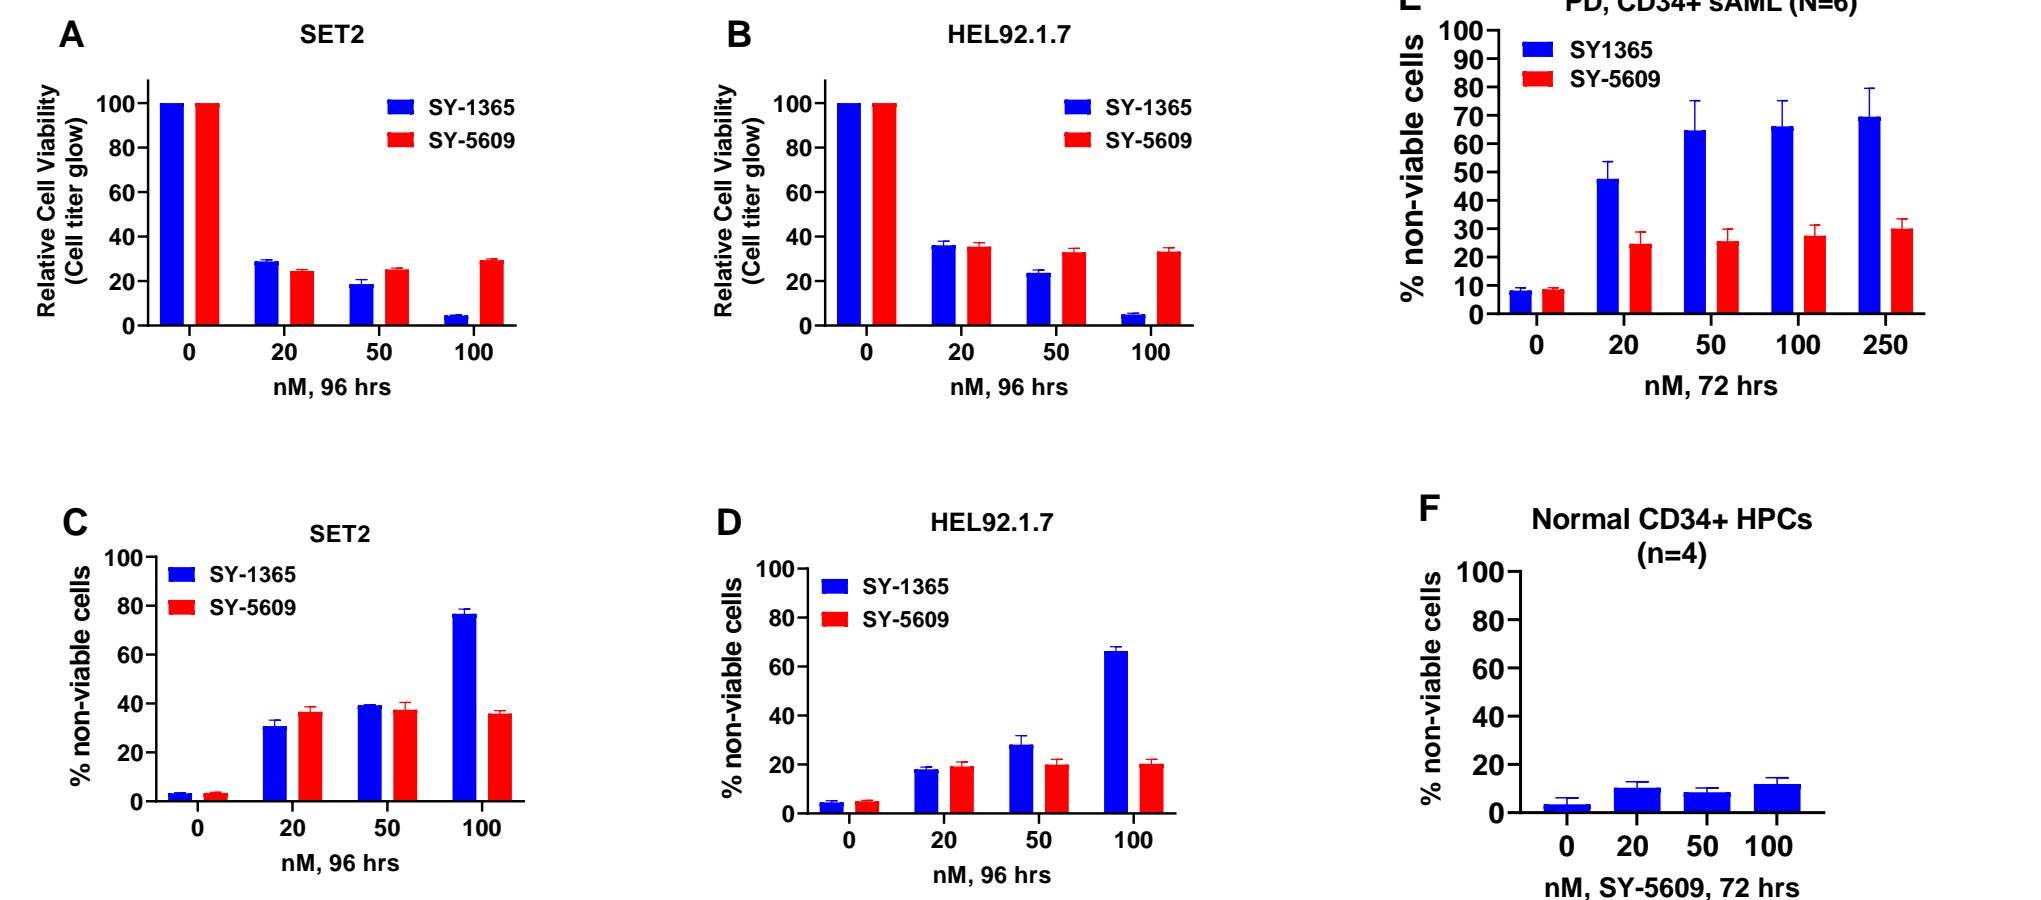 A
SET2
Relative Cell Viability
(Cell titer glow)
100
80
60
40
20
0
SY-1365
SY-5609
0 20 50 100
nM, 96 hrs
B
HEL92.1.7
Relative Cell Viability
(Cell titer glow)
100
80
60
40
20
0
SY-1365
SY-5609
0 20 50 100
nM, 96 hrs
E
PD, CD34+ sAML (N=6)
% non-viable cells
100
90
80
70
60
50
40
30
20
10
0
SY1365
SY-5609
0 20 50 100 250
nM, 72 hrs
C
SET2
% non-viable cells
100
80
60
40
20
0
SY-1365
SY-5609
0 20 50 100
nM, 96 hrs
D
HEL92.1.7
% non-viable cells
100
80
60
40
20
0
SY-1365
SY-5609
0 20 50 100
nM, 96 hrs
F
Normal CD34+ HPCs
(n=4)
% non-viable cells
100
80
60
40
20
0
0 20 50 100
nM, SY-5609, 72 hrs